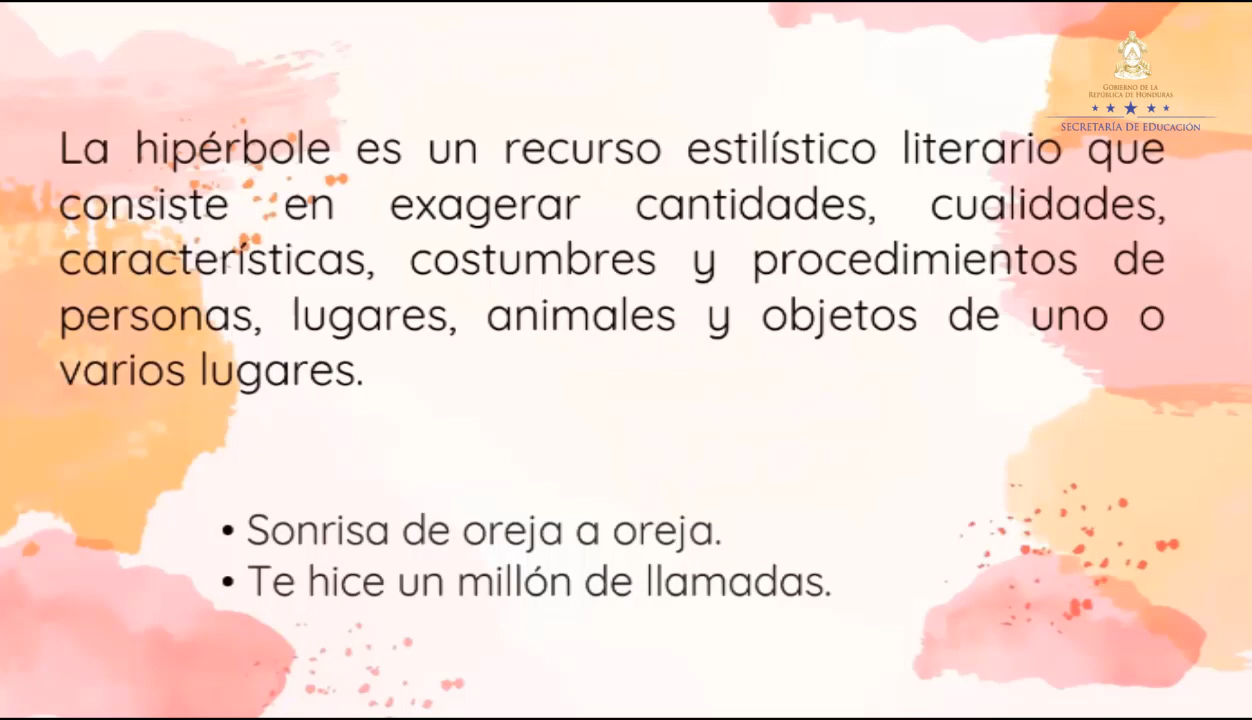 GOBIERNO DE LA
REPÚBLICA DE HONDURAS
SECRETARÍA DE EDUCACIÓN
La hipérbole es un recurso estilístico literario que
consiste en exagerar cantidades, cualidades,
características, costumbres y procedimientos de
personas, lugares, animales y objetos de uno o
varios lugares.
• Sonrisa de oreja a oreja.
• Te hice un millón de llamadas.